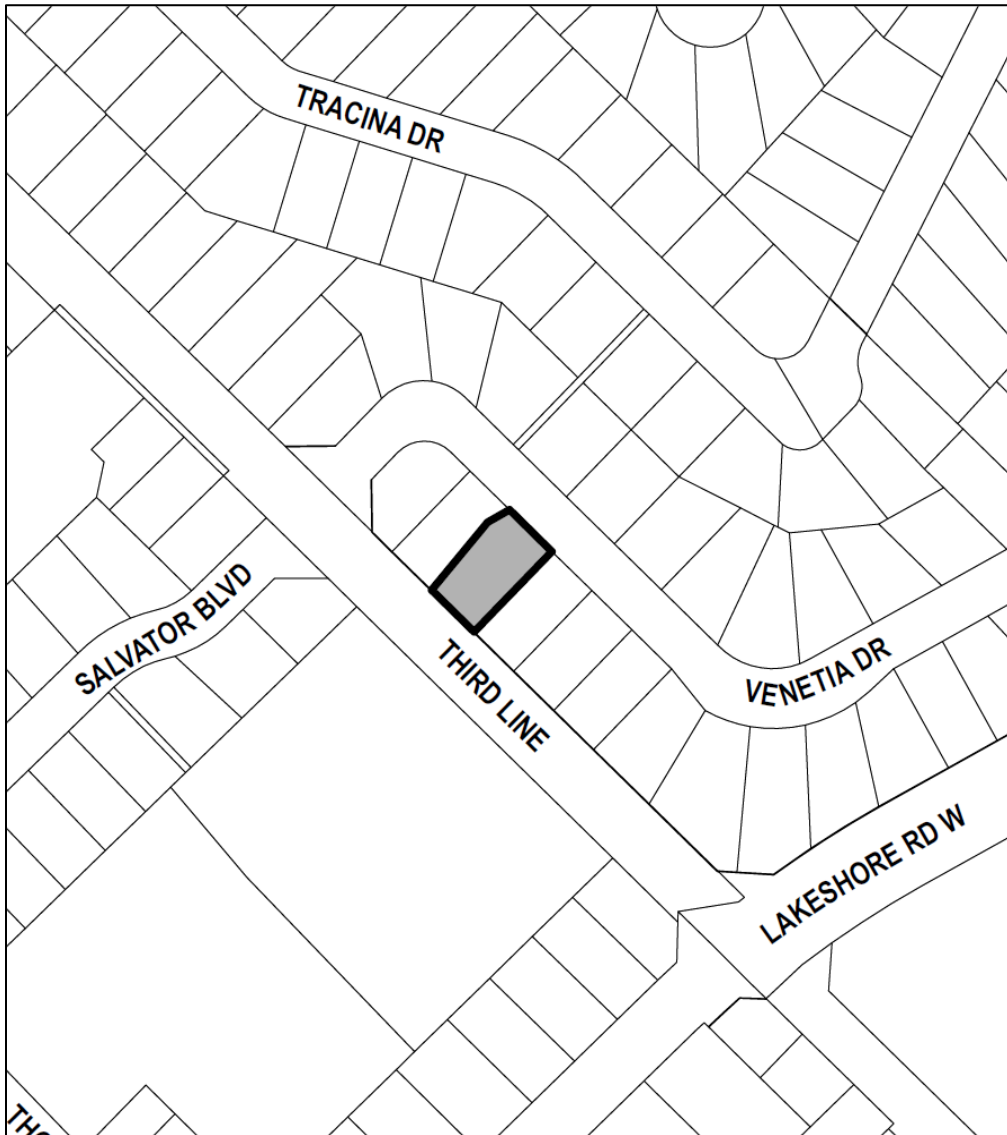 TRACINA DR
SALVATOR BLVD
THIRD LINE
VENETIA DR
LAKESHORE RD W